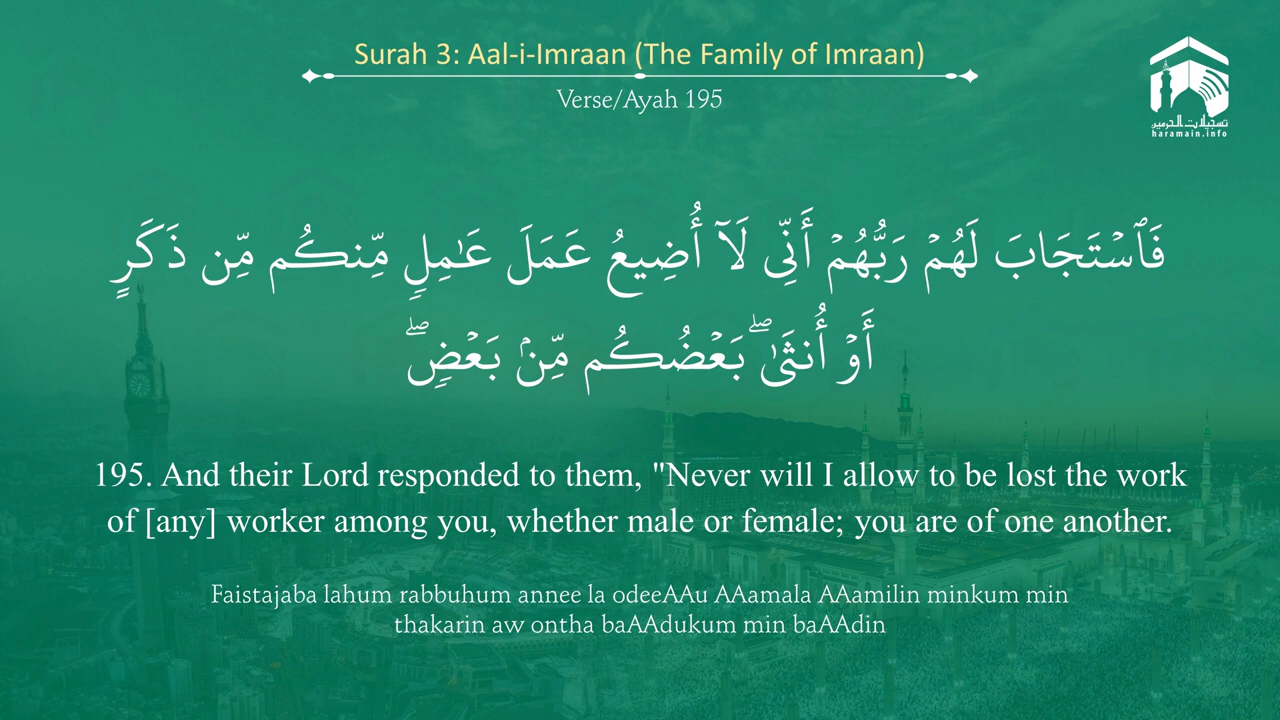 Surah 3: Aal-i-Imraan (The Family of Imraan)
Verse/Ayah 195
تسجيلات الحرمين
haramain.info
فَٱسْتَجَابَ لَهُمْ رَبُّهُمْ أَنِّى لَآ أُضِيعُ عَمَلَ عَـٰمِلٍ مِّنكُم مِّن ذَكَرٍ
أَوْ أُنثَىٰ ۖ بَعْضُكُم مِّنۢ بَعْضٍ ۖ
195. And their Lord responded to them, "Never will I allow to be lost the work
of [any] worker among you, whether male or female; you are of one another.
Faistajaba lahum rabbuhum annee la odeeAAu AAamala AAamilin minkum min
thakarin aw ontha baAAdukum min baAAdin